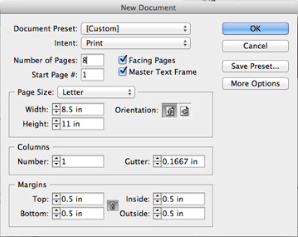 New Document
Document Preset: [Custom]
OK
Intent: Print
Cancel
Number of Pages: 8
Facing Pages
Save Preset...
Start Page #: 1
Master Text Frame
More Options
Page Size: Letter
Width: 8.5 in
Orientation:
Height: 11 in
Columns
Number: 1
Gutter: 0.1667 in
Margins
Top: 0.5 in
Inside: 0.5 in
Bottom: 0.5 in
Outside: 0.5 in